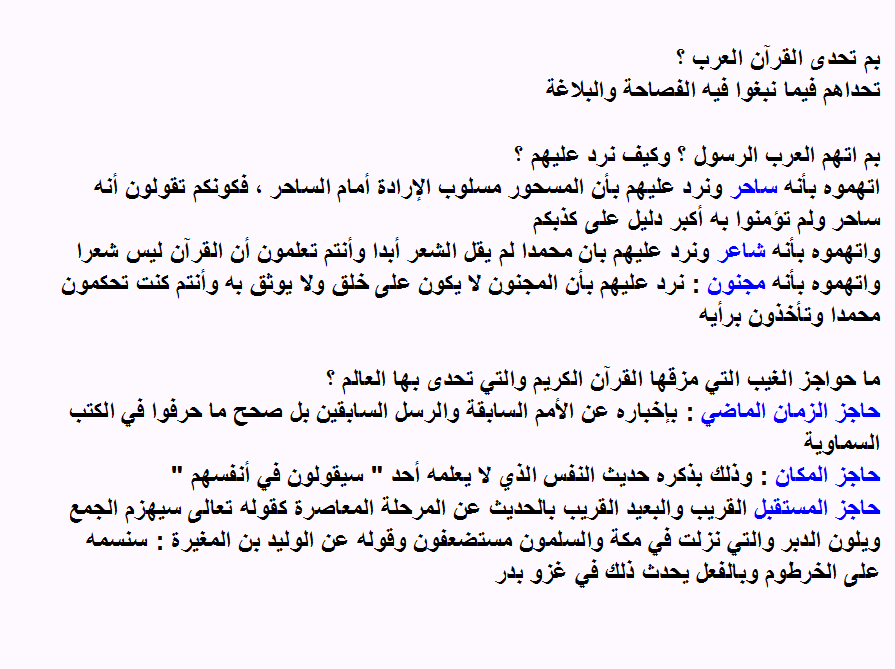 بم تحدى القرآن العرب ؟
تحداهم فيما نبغوا فيه الفصاحة والبلاغة
بم اتهم العرب الرسول ؟ وكيف نرد عليهم ؟
اتهموه بأنه ساحر ونرد عليهم بأن المسحور مسلوب الإرادة أمام الساحر ، فكونكم تقولون أنه
ساحر ولم تؤمنوا به أكبر دليل على كذبكم
واتهموه بأنه شاعر ونرد عليهم بان محمدا لم يقل الشعر أبدا وأنتم تعلمون أن القرآن ليس شعرا
واتهموه بأنه مجنون : نرد عليهم بأن المجنون لا يكون على خلق ولا يوثق به وأنتم كنت تحكمون
محمدا وتأخذون برأيه
ما حواجز الغيب التي مزقها القرآن الكريم والتي تحدى بها العالم ؟
حاجز الزمان الماضي : بإخباره عن الأمم السابقة والرسل السابقين بل صحح ما حرفوا في الكتب
السماوية
حاجز المكان : وذلك بذكره حديث النفس الذي لا يعلمه أحد " سيقولون في أنفسهم "
حاجز المستقبل القريب والبعيد القريب بالحديث عن المرحلة المعاصرة كقوله تعالى سيهزم الجمع
ويلون الدبر والتي نزلت في مكة والسلمون مستضعفون وقوله عن الوليد بن المغيرة : سنسمه
على الخرطوم وبالفعل يحدث ذلك في غزو بدر